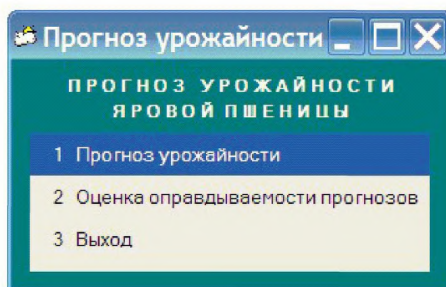 Прогноз урожайности
ПРОГНОЗ УРОЖАЙНОСТИ
ЯРОВОЙ ПШЕНИЦЫ
1 Прогноз урожайности
2 Оценка оправдываемости прогнозов
3 Выход